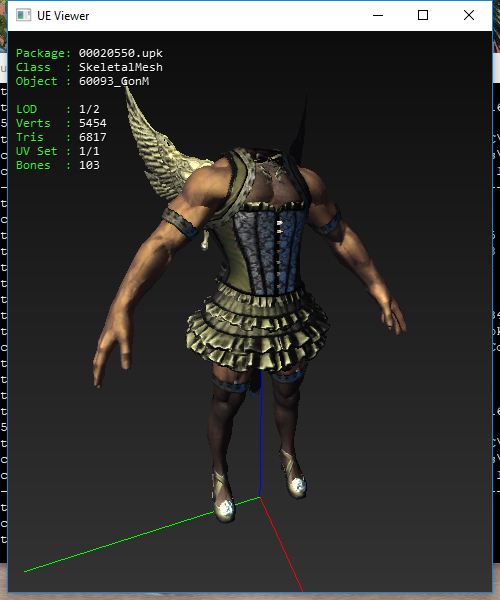 UE Viewer
Package: 00020550.upk
Class : SkeletalMesh
Object : 60093_GonM
LOD : 1/2
Verts : 5454
Tris : 6817
UV Set : 1/1
Bones : 103